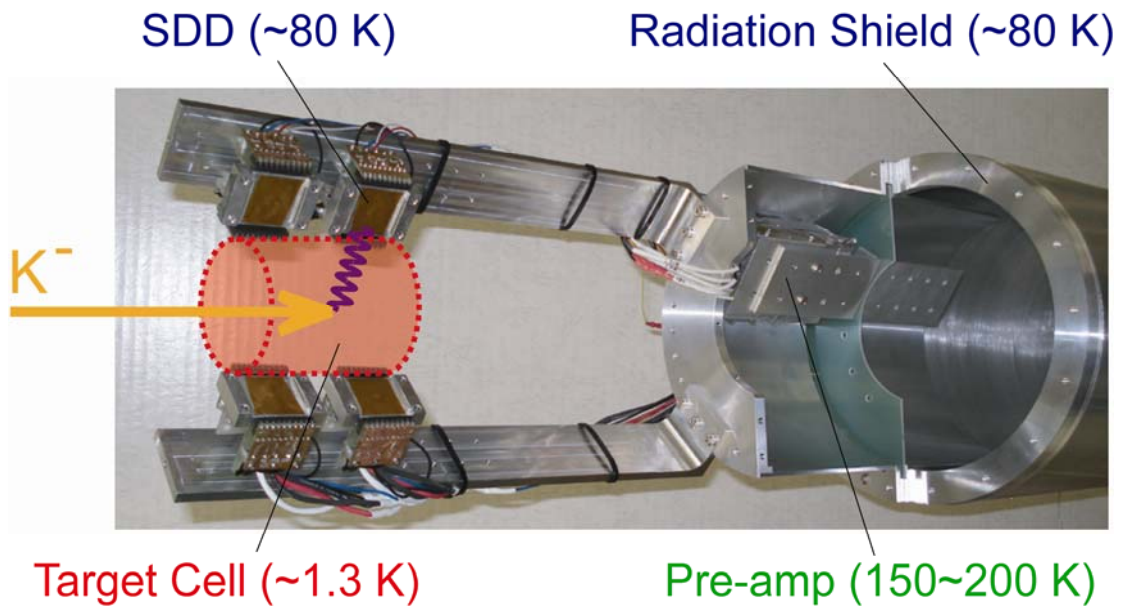 SDD (~80 K)
Radiation Shield (~80 K)
K⁻
Target Cell (~1.3 K)
Pre-amp (150~200 K)